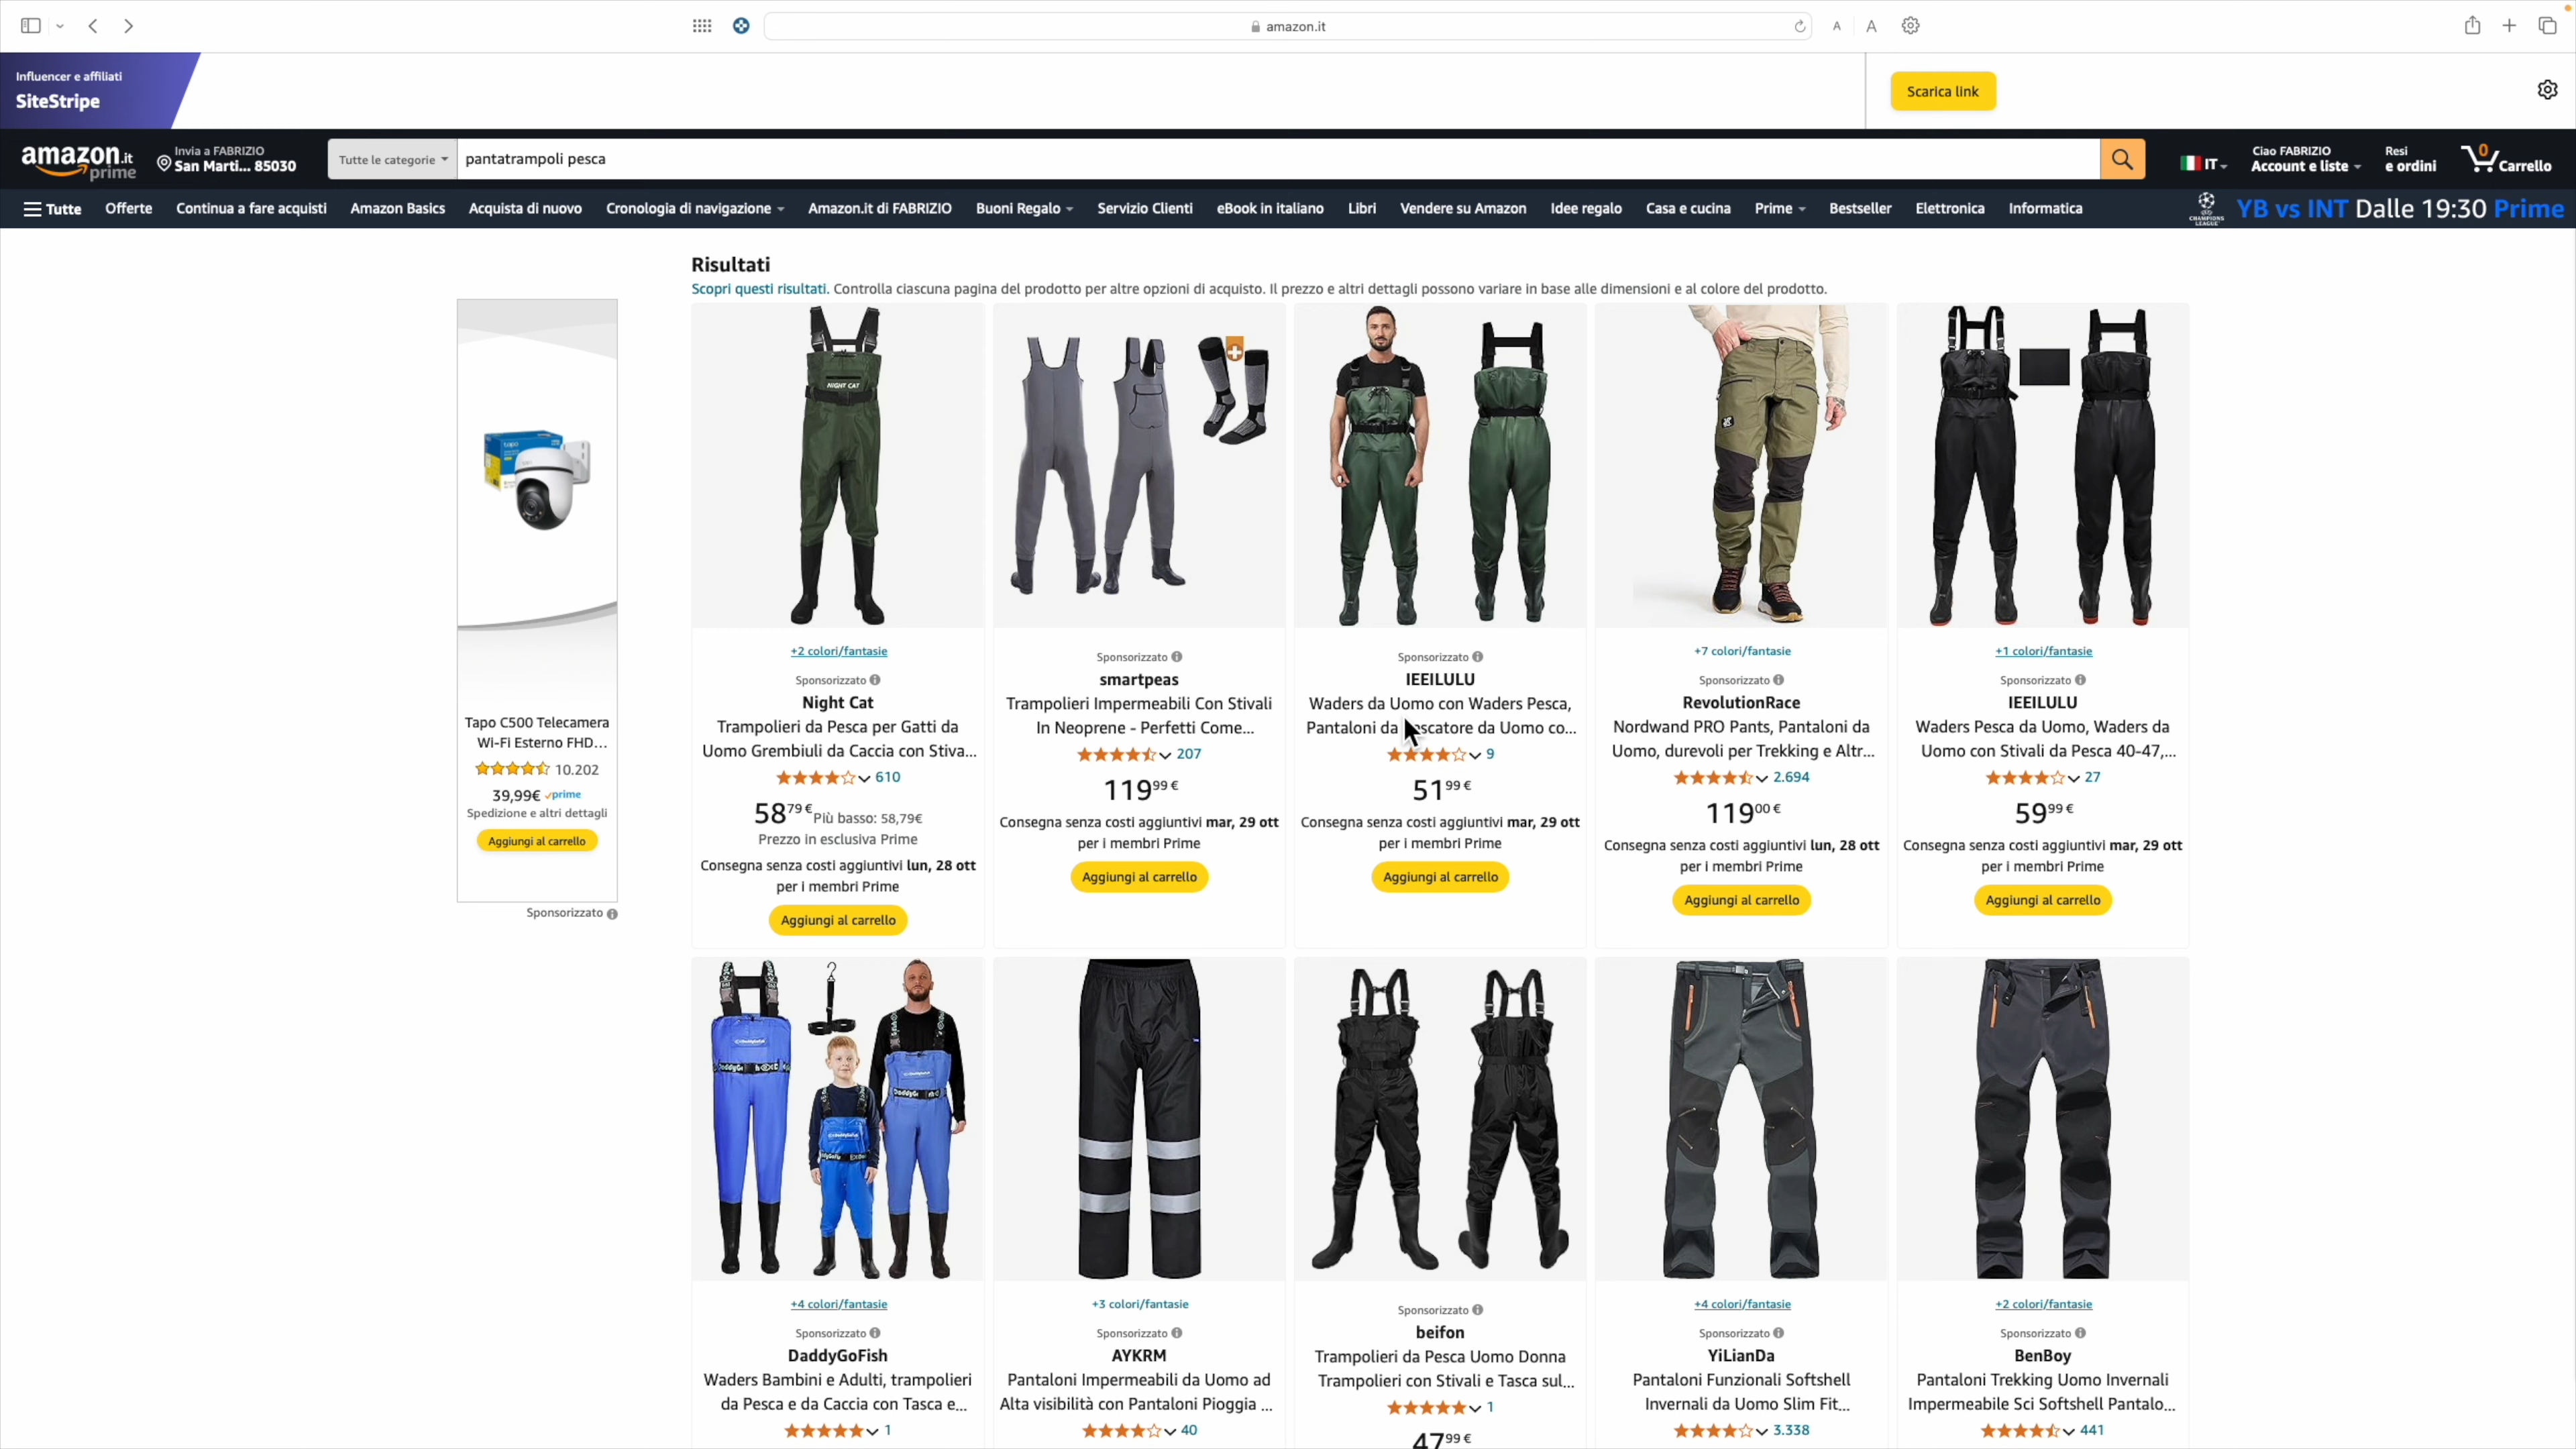 amazon.it
A A
Influencer e affiliati
SiteStripe
Scarica link
amazon.it
prime
Invia a FABRIZIO
San Marti... 85030
Tutte le categorie
pantatrampoli pesca
IT
Ciao FABRIZIO
Account e liste
Resi
e ordini
0
Carrello
Tutte Offerte Continua a fare acquisti Amazon Basics Acquista di nuovo Cronologia di navigazione Amazon.it di FABRIZIO Buoni Regalo Servizio Clienti eBook in italiano Libri Vendere su Amazon Idee regalo Casa e cucina Prime Bestseller Elettronica Informatica
CHAMPIONS
LEAGUE
YB vs INT Dalle 19:30 Prime
Risultati
Scopri questi risultati. Controlla ciascuna pagina del prodotto per altre opzioni di acquisto. Il prezzo e altri dettagli possono variare in base alle dimensioni e al colore del prodotto.
tapo
Tapo C500 Telecamera
Wi-Fi Esterno FHD...
10.202
39,99€ prime
Spedizione e altri dettagli
Aggiungi al carrello
Sponsorizzato
NIGHT CAT
+2 colori/fantasie
Sponsorizzato
Night Cat
Trampolieri da Pesca per Gatti da
Uomo Grembiuli da Caccia con Stiva...
610
58,79 € Più basso: 58,79€
Prezzo in esclusiva Prime
Consegna senza costi aggiuntivi lun, 28 ott
per i membri Prime
Aggiungi al carrello
Sponsorizzato
smartpeas
Trampolieri Impermeabili Con Stivali
In Neoprene - Perfetti Come...
207
119,99 €
Consegna senza costi aggiuntivi mar, 29 ott
per i membri Prime
Aggiungi al carrello
Sponsorizzato
IEEILULU
Waders da Uomo con Waders Pesca,
Pantaloni da scatore da Uomo co...
9
51,99 €
Consegna senza costi aggiuntivi mar, 29 ott
per i membri Prime
Aggiungi al carrello
+7 colori/fantasie
Sponsorizzato
RevolutionRace
Nordwand PRO Pants, Pantaloni da
Uomo, durevoli per Trekking e Altr...
2.694
119,00 €
Consegna senza costi aggiuntivi lun, 28 ott
per i membri Prime
Aggiungi al carrello
+1 colori/fantasie
Sponsorizzato
IEEILULU
Waders Pesca da Uomo, Waders da
Uomo con Stivali da Pesca 40-47,...
27
59,99 €
Consegna senza costi aggiuntivi mar, 29 ott
per i membri Prime
Aggiungi al carrello
+4 colori/fantasie
Sponsorizzato
DaddyGoFish
Waders Bambini e Adulti, trampolieri
da Pesca e da Caccia con Tasca e...
1
+3 colori/fantasie
Sponsorizzato
AYKRM
Pantaloni Impermeabili da Uomo ad
Alta visibilità con Pantaloni Pioggia ...
40
Sponsorizzato
beifon
Trampolieri da Pesca Uomo Donna
Trampolieri con Stivali e Tasca sul...
1
47,99 €
+4 colori/fantasie
Sponsorizzato
YiLianDa
Pantaloni Funzionali Softshell
Invernali da Uomo Slim Fit...
3.338
+2 colori/fantasie
Sponsorizzato
BenBoy
Pantaloni Trekking Uomo Invernali
Impermeabile Sci Softshell Pantalo...
441